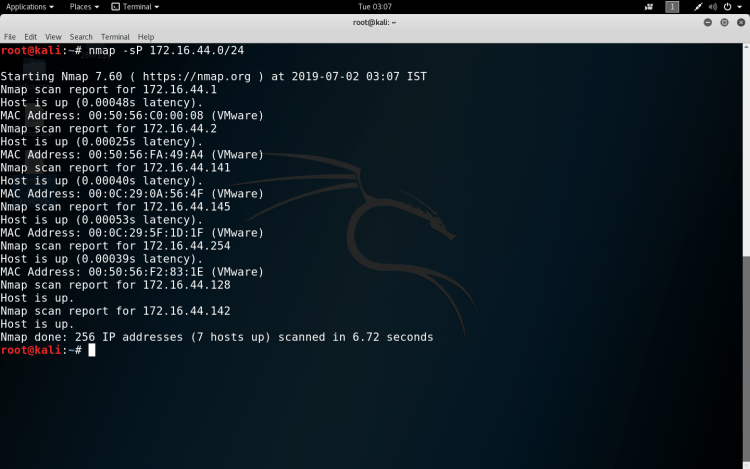 Applications Places Terminal Tue 03:07 1
root@kali: ~
File Edit View Search Terminal Help
root@kali:~# nmap -sP 172.16.44.0/24
Starting Nmap 7.60 ( https://nmap.org ) at 2019-07-02 03:07 IST
Nmap scan report for 172.16.44.1
Host is up (0.00048s latency).
MAC Address: 00:50:56:C0:00:08 (VMware)
Nmap scan report for 172.16.44.2
Host is up (0.00025s latency).
MAC Address: 00:50:56:FA:49:A4 (VMware)
Nmap scan report for 172.16.44.141
Host is up (0.00040s latency).
MAC Address: 00:0C:29:0A:56:4F (VMware)
Nmap scan report for 172.16.44.145
Host is up (0.00053s latency).
MAC Address: 00:0C:29:5F:1D:1F (VMware)
Nmap scan report for 172.16.44.254
Host is up (0.00039s latency).
MAC Address: 00:50:56:F2:83:1E (VMware)
Nmap scan report for 172.16.44.128
Host is up.
Nmap scan report for 172.16.44.142
Host is up.
Nmap done: 256 IP addresses (7 hosts up) scanned in 6.72 seconds
root@kali:~#